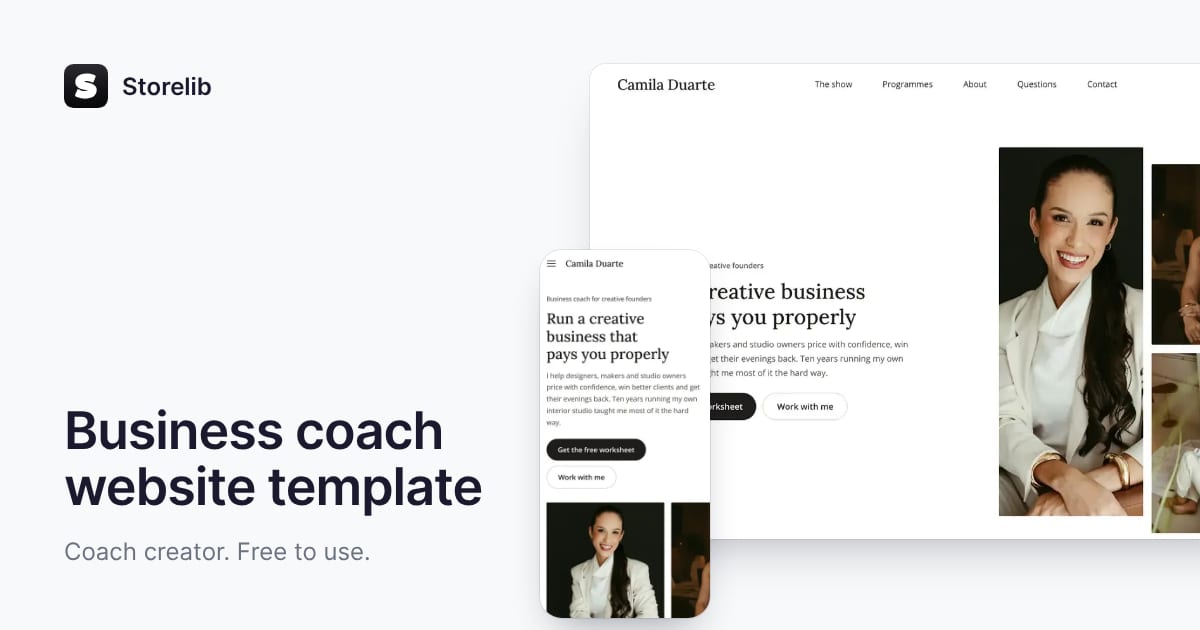 Storelib
Business coach
website template
Coach creator. Free to use.
Camila Duarte
The show
Programmes
About
Questions
Contact
eative founders
reative business
s you properly
akers and studio owners price with confidence, win
et their evenings back. Ten years running my own
ht me most of it the hard way.
rksheet
Work with me
Camila Duarte
Business coach for creative founders
Run a creative
business that
pays you properly
I help designers, makers and studio owners
price with confidence, win better clients and get
their evenings back. Ten years running my own
interior studio taught me most of it the hard
way.
Get the free worksheet
Work with me